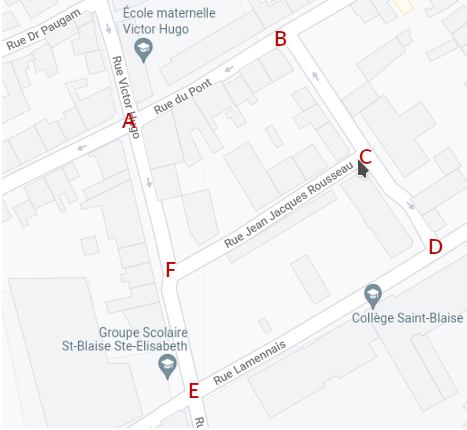 École maternelle
Victor Hugo
Rue Dr Paugam
B
Rue Victor Hugo
Rue du Pont
A
C
Rue Jean Jacques Rousseau
D
F
Collège Saint-Blaise
Groupe Scolaire
St-Blaise Ste-Elisabeth
Rue Lamennais
E
Ru